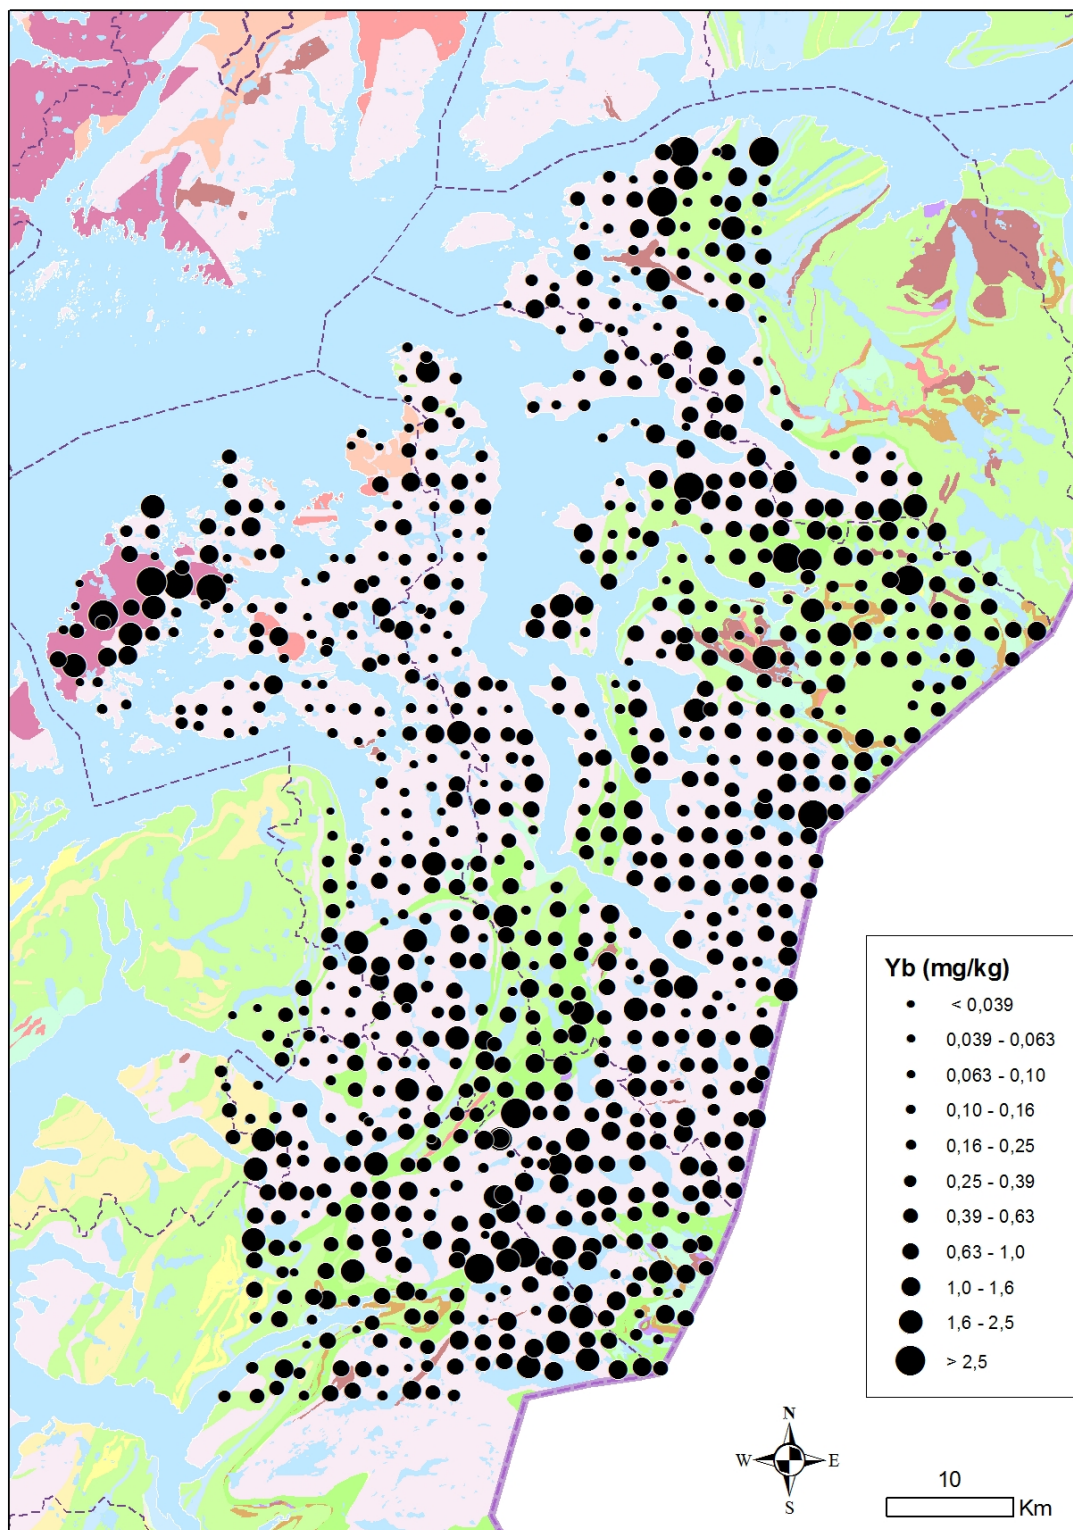 Yb (mg/kg)
< 0,039
0,039 - 0,063
0,063 - 0,10
0,10 - 0,16
0,16 - 0,25
0,25 - 0,39
0,39 - 0,63
0,63 - 1,0
1,0 - 1,6
1,6 - 2,5
> 2,5
N
W E
S
10
Km